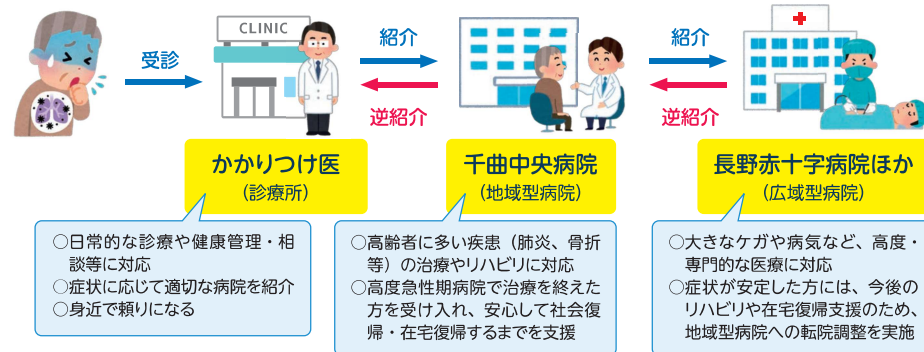 CLINIC
受診
紹介
逆紹介
紹介
逆紹介
かかりつけ医
(診療所)
千曲中央病院
(地域型病院)
長野赤十字病院ほか
(広域型病院)
○日常的な診療や健康管理・相
談等に対応
○症状に応じて適切な病院を紹介
○身近で頼りになる
○高齢者に多い疾患（肺炎、骨折
等）の治療やリハビリに対応
○高度急性期病院で治療を終えた
方を受け入れ、安心して社会復
帰・在宅復帰するまでを支援
○大きなケガや病気など、高度・
専門的な医療に対応
○症状が安定した方には、今後の
リハビリや在宅復帰支援のため、
地域型病院への転院調整を実施